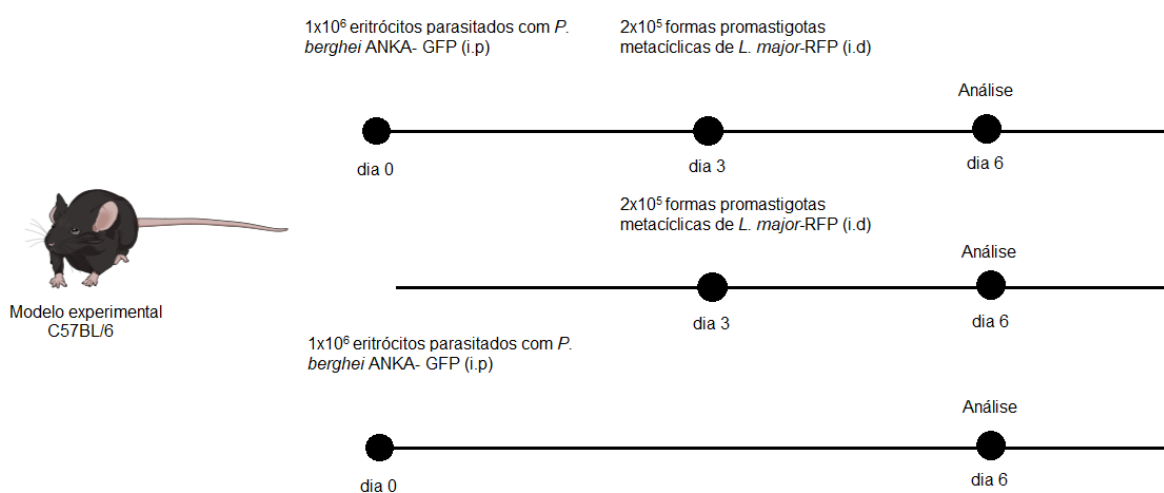 1x10⁶ eritrócitos parasitados com P.
berghei ANKA- GFP (i.p)
2x10⁵ formas promastigotas
metacíclicas de L. major-RFP (i.d)
Análise
dia 0
dia 3
dia 6
2x10⁵ formas promastigotas
metacíclicas de L. major-RFP (i.d)
Análise
dia 3
dia 6
Modelo experimental
C57BL/6
1x10⁶ eritrócitos parasitados com P.
berghei ANKA- GFP (i.p)
Análise
dia 0
dia 6